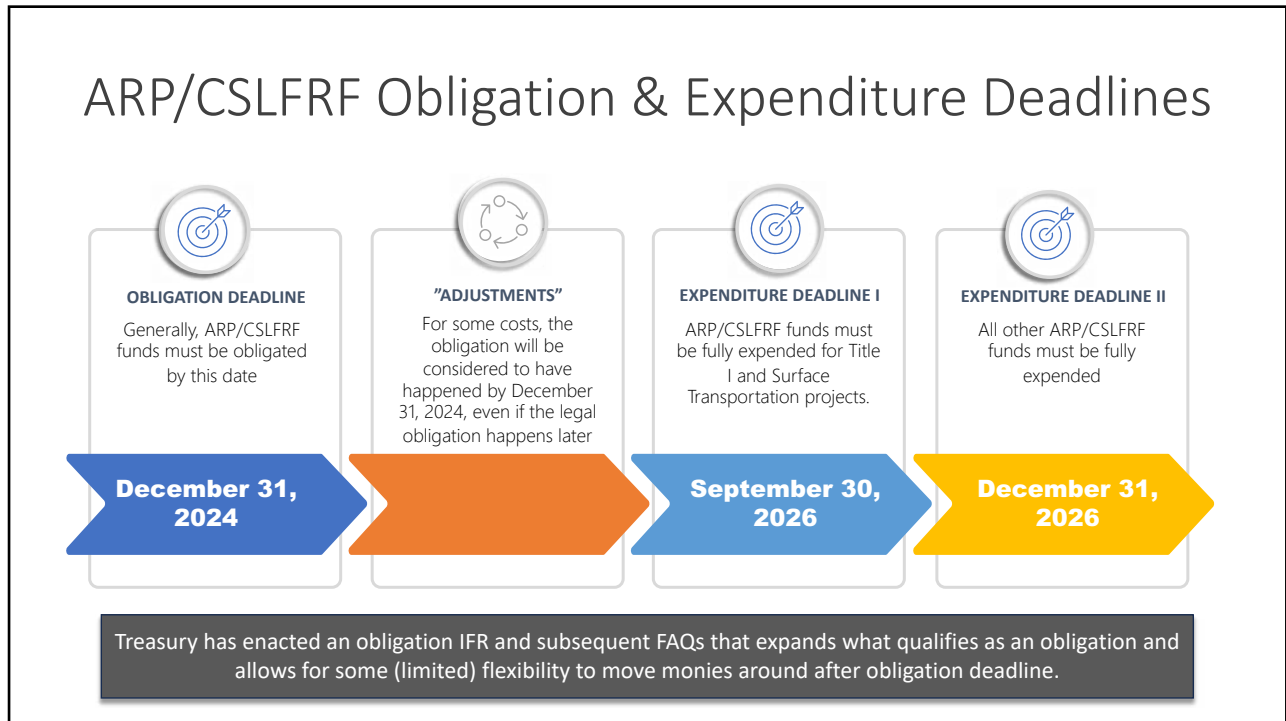 ARP/CSLFRF Obligation & Expenditure Deadlines
OBLIGATION DEADLINE
Generally, ARP/CSLFRF
funds must be obligated
by this date
December 31,
2024
”ADJUSTMENTS”
For some costs, the
obligation will be
considered to have
happened by December
31, 2024, even if the legal
obligation happens later
EXPENDITURE DEADLINE I
ARP/CSLFRF funds must
be fully expended for Title
I and Surface
Transportation projects.
September 30,
2026
EXPENDITURE DEADLINE II
All other ARP/CSLFRF
funds must be fully
expended
December 31,
2026
Treasury has enacted an obligation IFR and subsequent FAQs that expands what qualifies as an obligation and
allows for some (limited) flexibility to move monies around after obligation deadline.